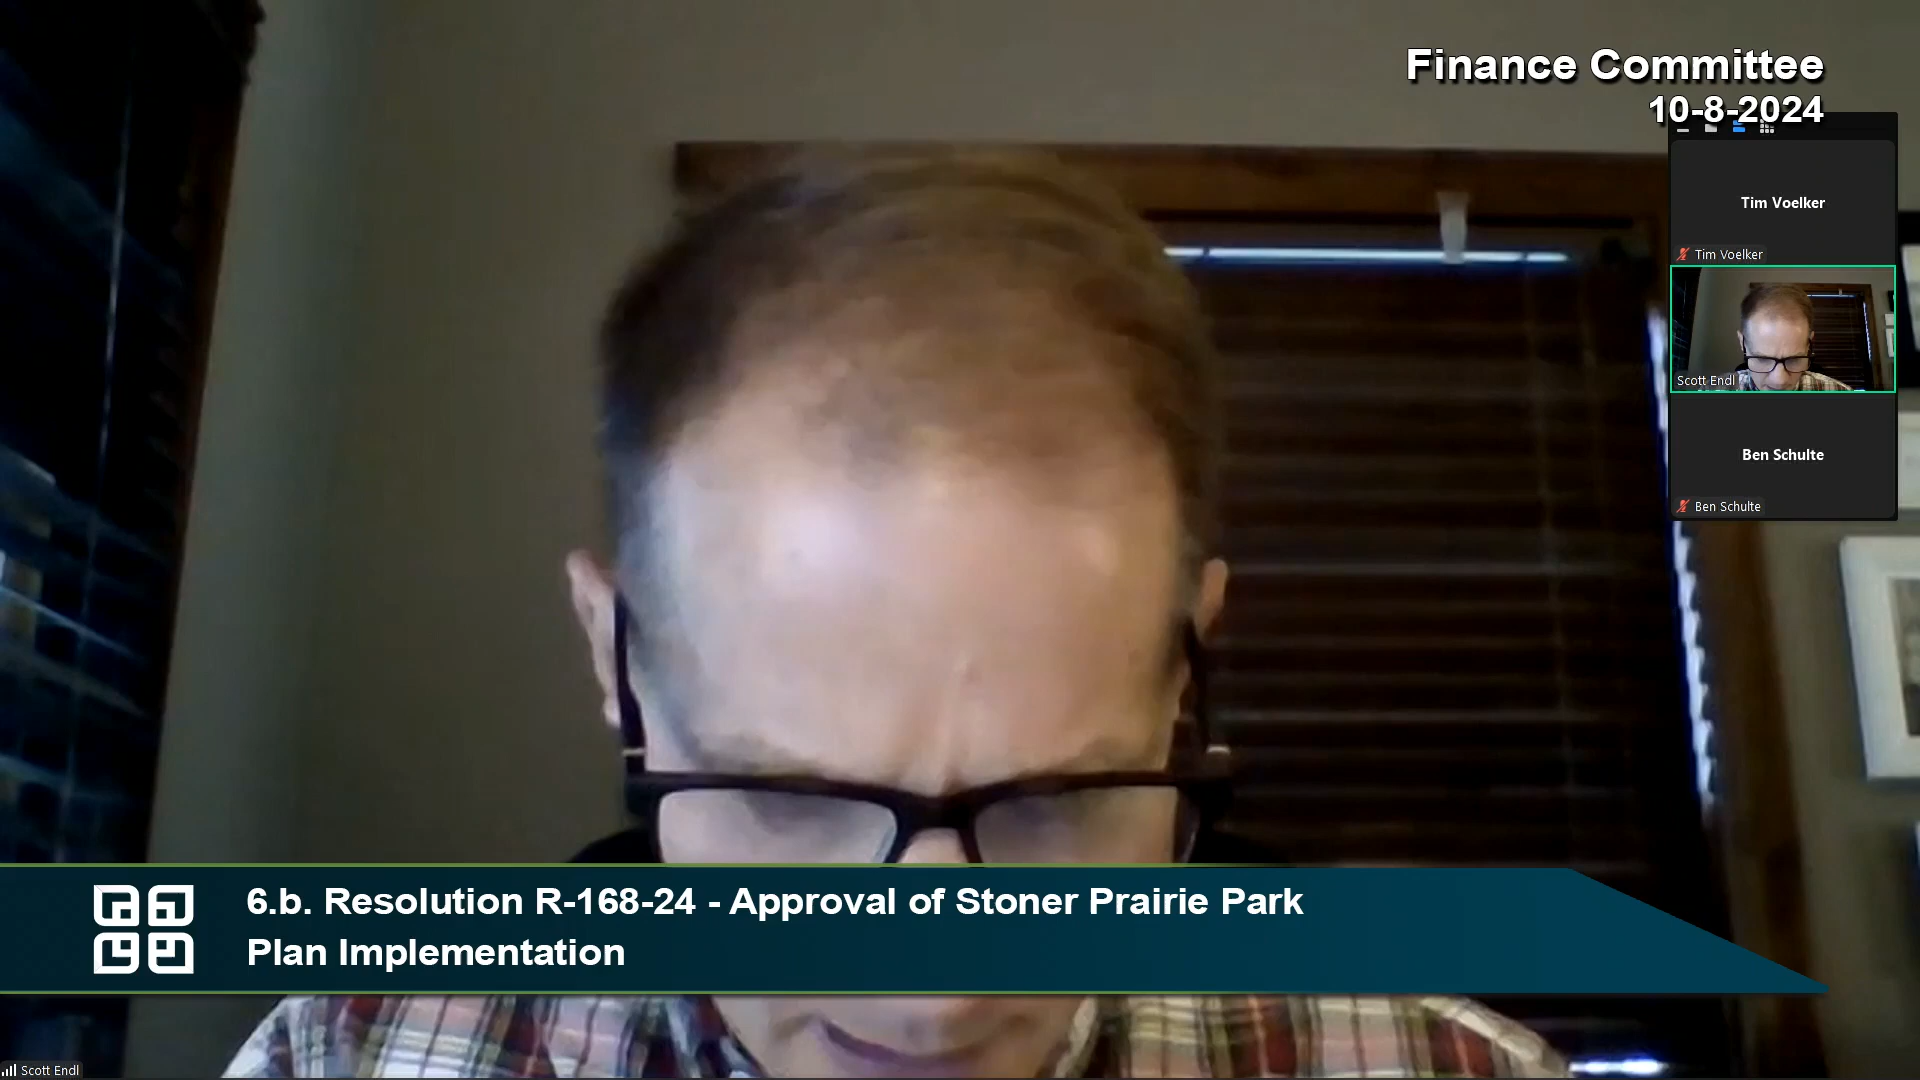 Finance Committee
10-8-2024
Tim Voelker
Tim Voelker
Scott Endl
Ben Schulte
Ben Schulte
6.b. Resolution R-168-24 - Approval of Stoner Prairie Park
Plan Implementation
Scott Endl